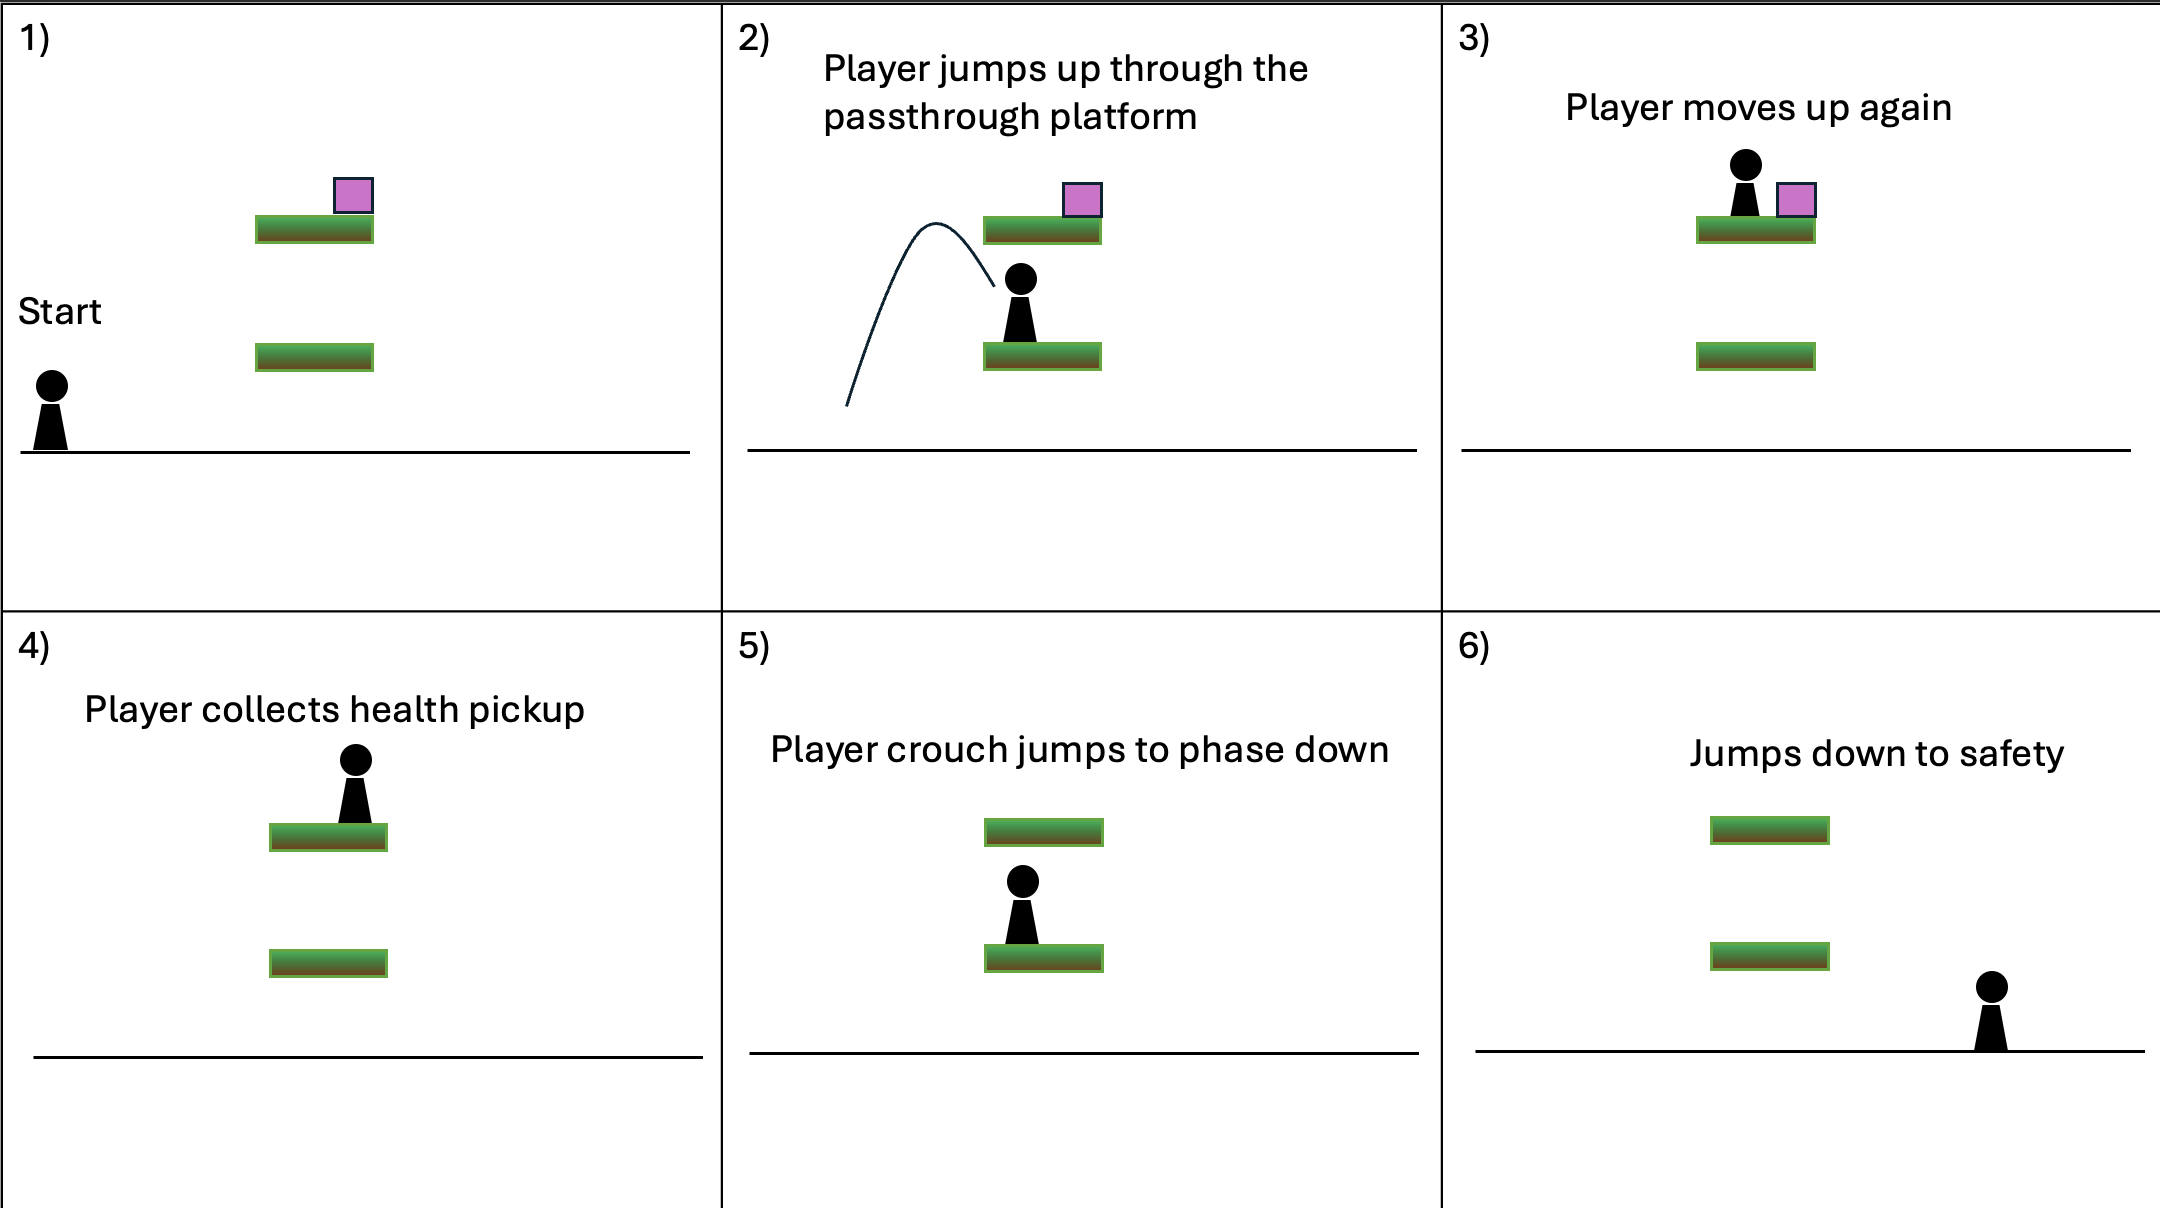 1)
Start
2)
Player jumps up through the
passthrough platform
3)
Player moves up again
4)
Player collects health pickup
5)
Player crouch jumps to phase down
6)
Jumps down to safety